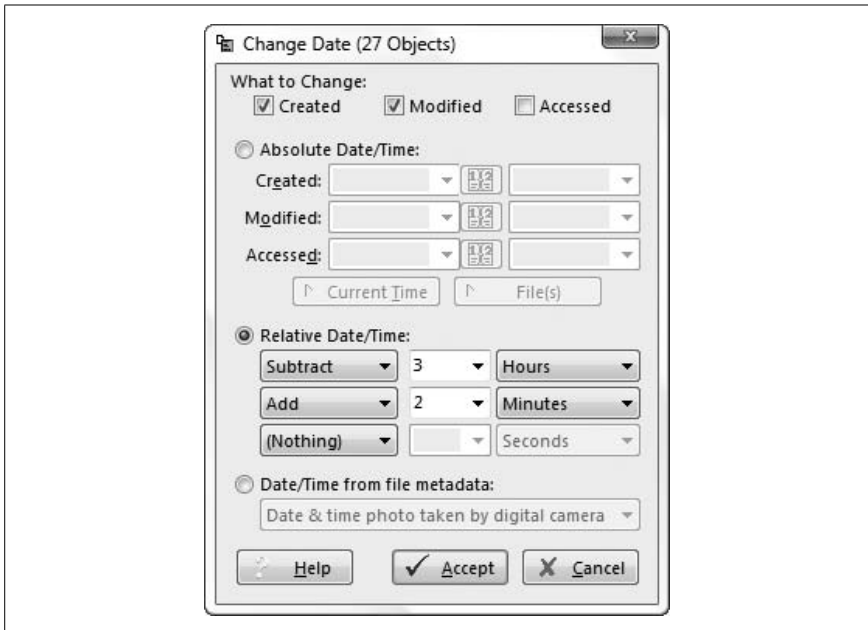 Change Date (27 Objects)
What to Change:
Created Modified Accessed
Absolute Date/Time:
Created:
Modified:
Accessed:
Current Time File(s)
Relative Date/Time:
Subtract 3 Hours
Add 2 Minutes
(Nothing) Seconds
Date/Time from file metadata:
Date & time photo taken by digital camera
Help Accept Cancel